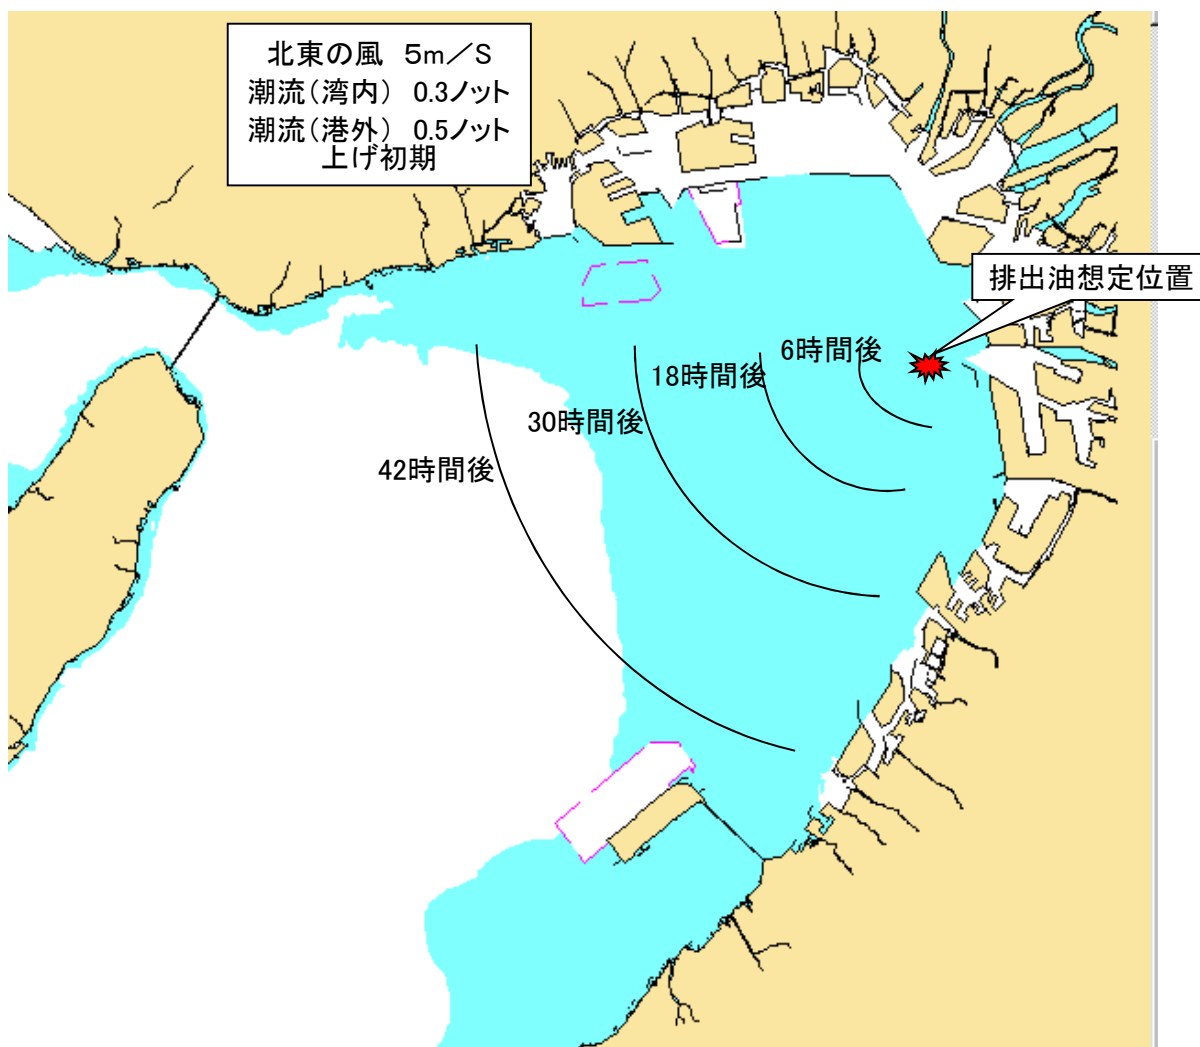 北東の風 5m/S
潮流(湾内) 0.3ノット
潮流(港外) 0.5ノット
上げ初期
排出油想定位置
6時間後
18時間後
30時間後
42時間後